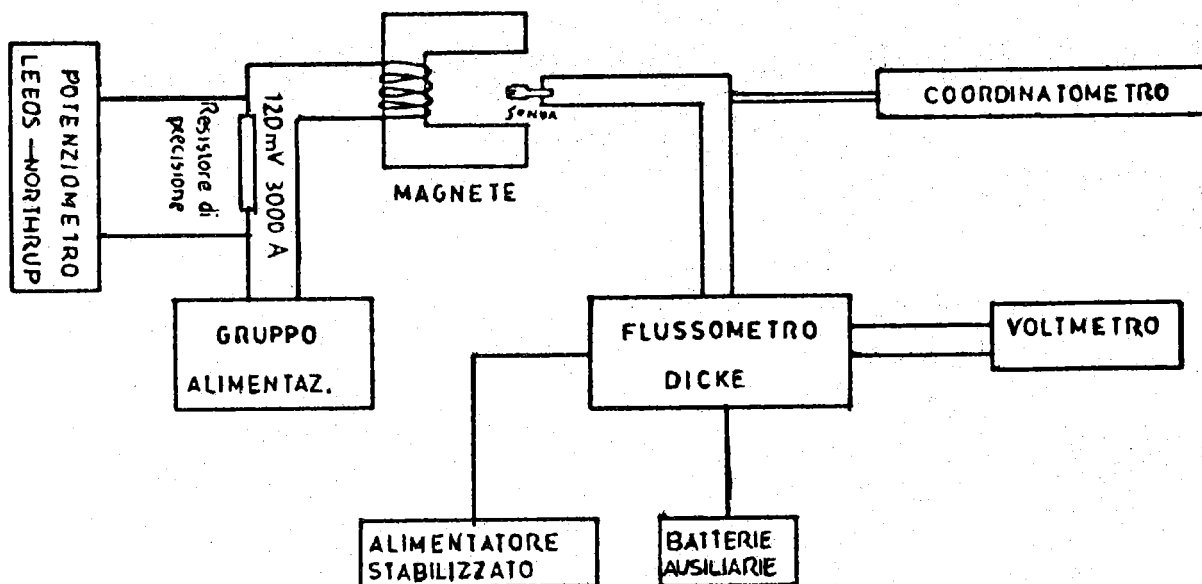 POTENZIOMETRO
LEEDS—NORTHRUP
Resistore di
precisione
120mV 3000 A
MAGNETE
SONDA
COORDINATOMETRO
GRUPPO
ALIMENTAZ.
FLUSSOMETRO
DICKE
VOLTMETRO
ALIMENTATORE
STABILIZZATO
BATTERIE
AUSILIARIE